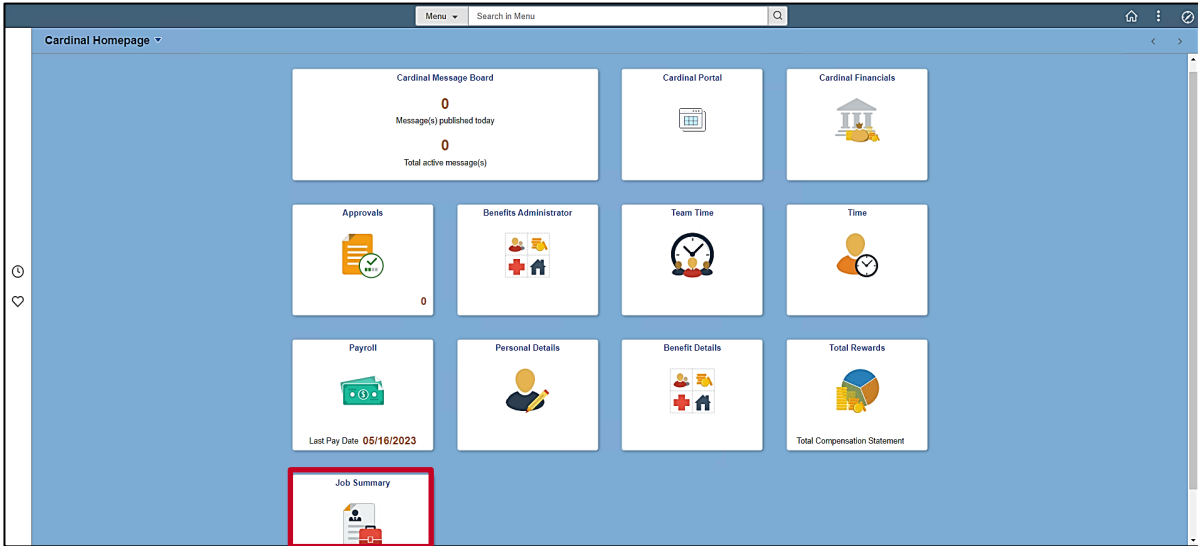 Menu
Search in Menu
Cardinal Homepage
Cardinal Message Board
0
Message(s) published today
0
Total active message(s)
Cardinal Portal
Cardinal Financials
Approvals
0
Benefits Administrator
Team Time
Time
Payroll
Last Pay Date 05/16/2023
Personal Details
Benefit Details
Total Rewards
Total Compensation Statement
Job Summary